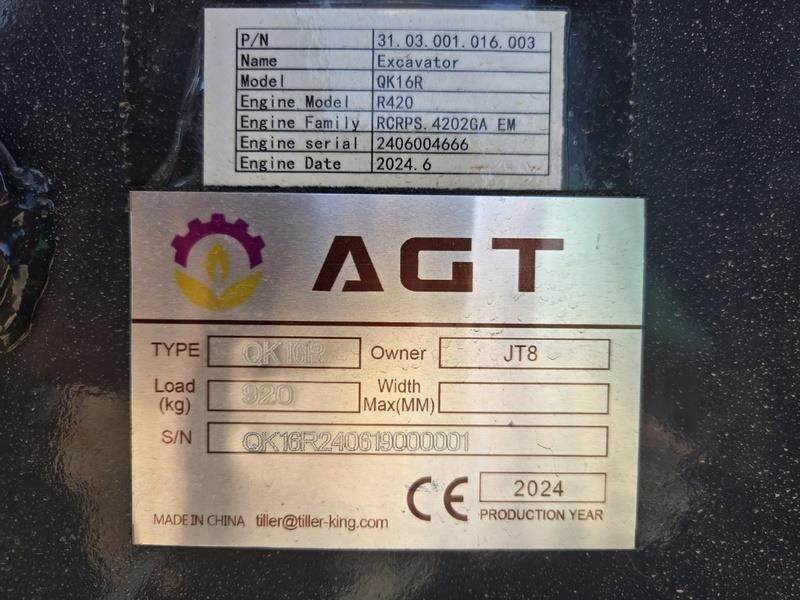 P/N 31.03.001.016.003
Name Excavator
Model QK16R
Engine Model R420
Engine Family RCRPS.4202GA EM
Engine serial 2406004666
Engine Date 2024.6
AGT
TYPE QK16R Owner JT8
Load (kg) 920 Width Max(MM)
S/N QK16R240619000001
CE 2024
MADE IN CHINA tiller@tiller-king.com PRODUCTION YEAR